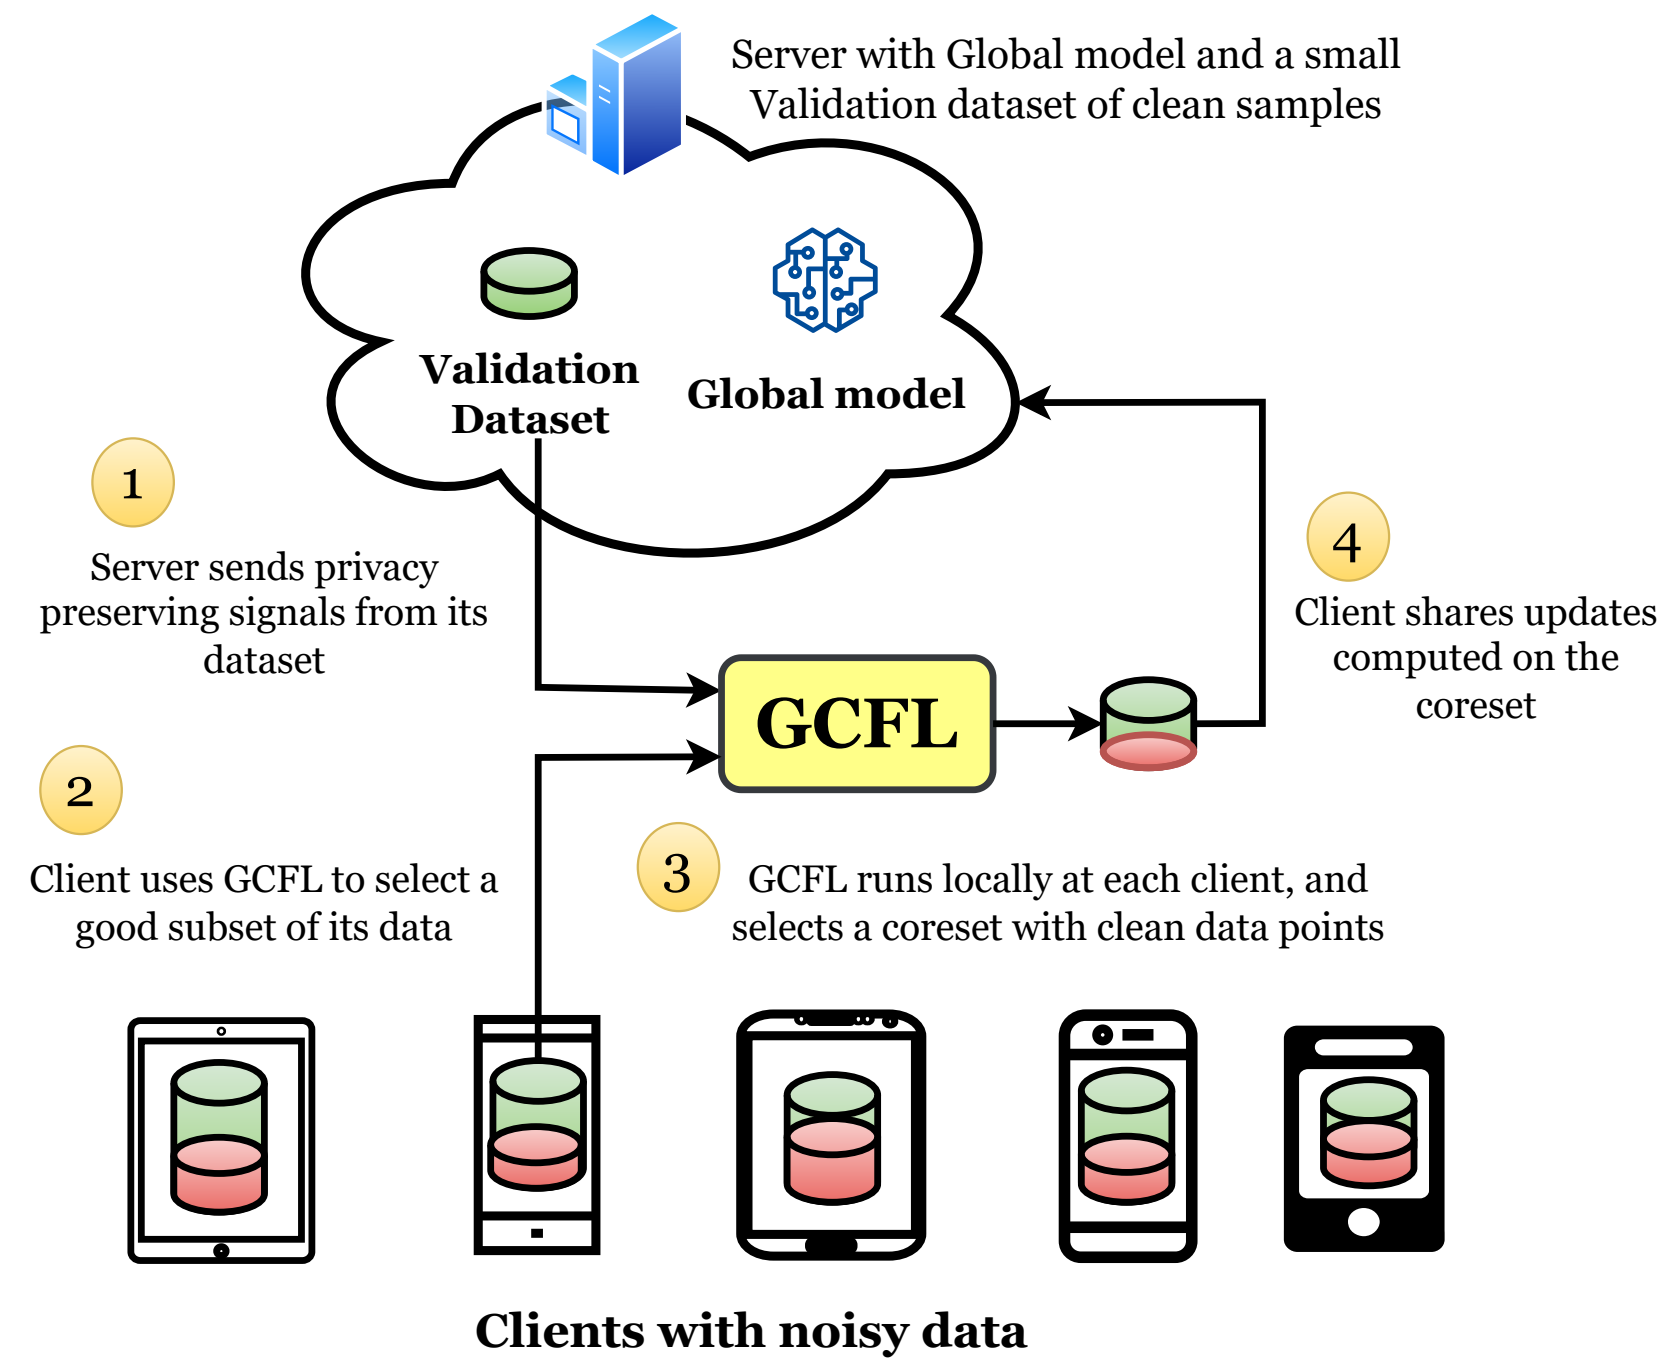 Server with Global model and a small
Validation dataset of clean samples
Validation
Dataset
Global model
1
Server sends privacy
preserving signals from its
dataset
4
Client shares updates
computed on the
coreset
GCFL
2
Client uses GCFL to select a
good subset of its data
3
GCFL runs locally at each client, and
selects a coreset with clean data points
Clients with noisy data